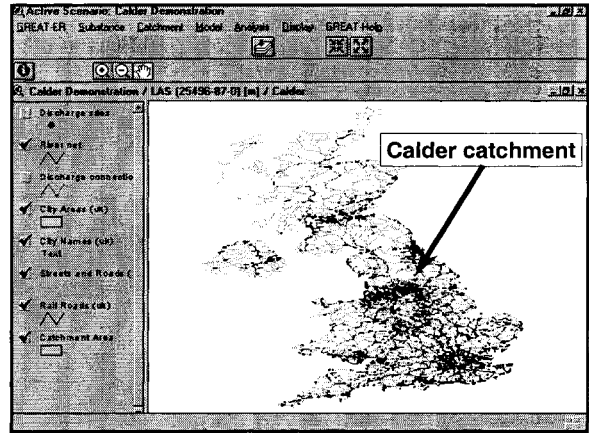 Active Scenario: Calder Demonstration
GREAT-ER Substance Catchment Model Analysis Display GREAT-Help
Calder Demonstration / LAS [25496-87-0] [m] / Calder
Discharge sites
River net
Discharge connectio
City Areas (uk)
City Names (uk)
Text
Streets and Roads (
Rail Roads (uk)
Catchment Area
Calder catchment